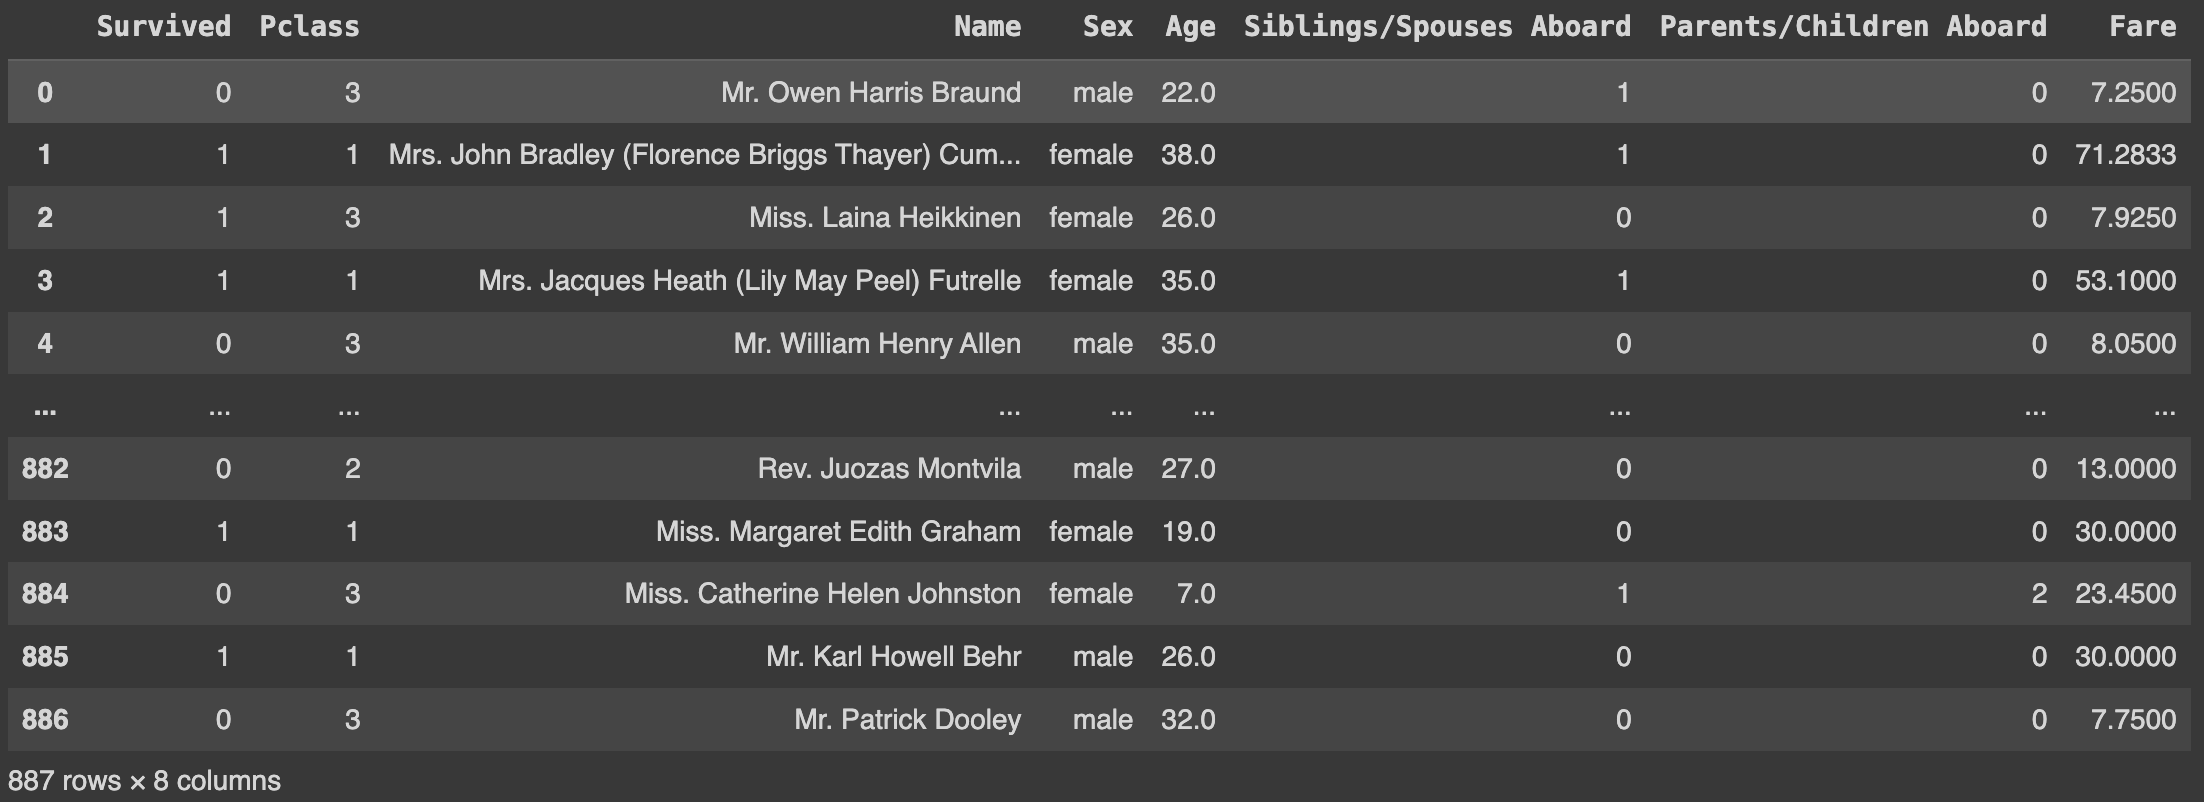 Survived Pclass Name Sex Age Siblings/Spouses Aboard Parents/Children Aboard Fare
0 0 3 Mr. Owen Harris Braund male 22.0 1 0 7.2500
1 1 1 Mrs. John Bradley (Florence Briggs Thayer) Cum... female 38.0 1 0 71.2833
2 1 3 Miss. Laina Heikkinen female 26.0 0 0 7.9250
3 1 1 Mrs. Jacques Heath (Lily May Peel) Futrelle female 35.0 1 0 53.1000
4 0 3 Mr. William Henry Allen male 35.0 0 0 8.0500
... ... ... ... ... ... ... ... ...
882 0 2 Rev. Juozas Montvila male 27.0 0 0 13.0000
883 1 1 Miss. Margaret Edith Graham female 19.0 0 0 30.0000
884 0 3 Miss. Catherine Helen Johnston female 7.0 1 2 23.4500
885 1 1 Mr. Karl Howell Behr male 26.0 0 0 30.0000
886 0 3 Mr. Patrick Dooley male 32.0 0 0 7.7500
887 rows × 8 columns